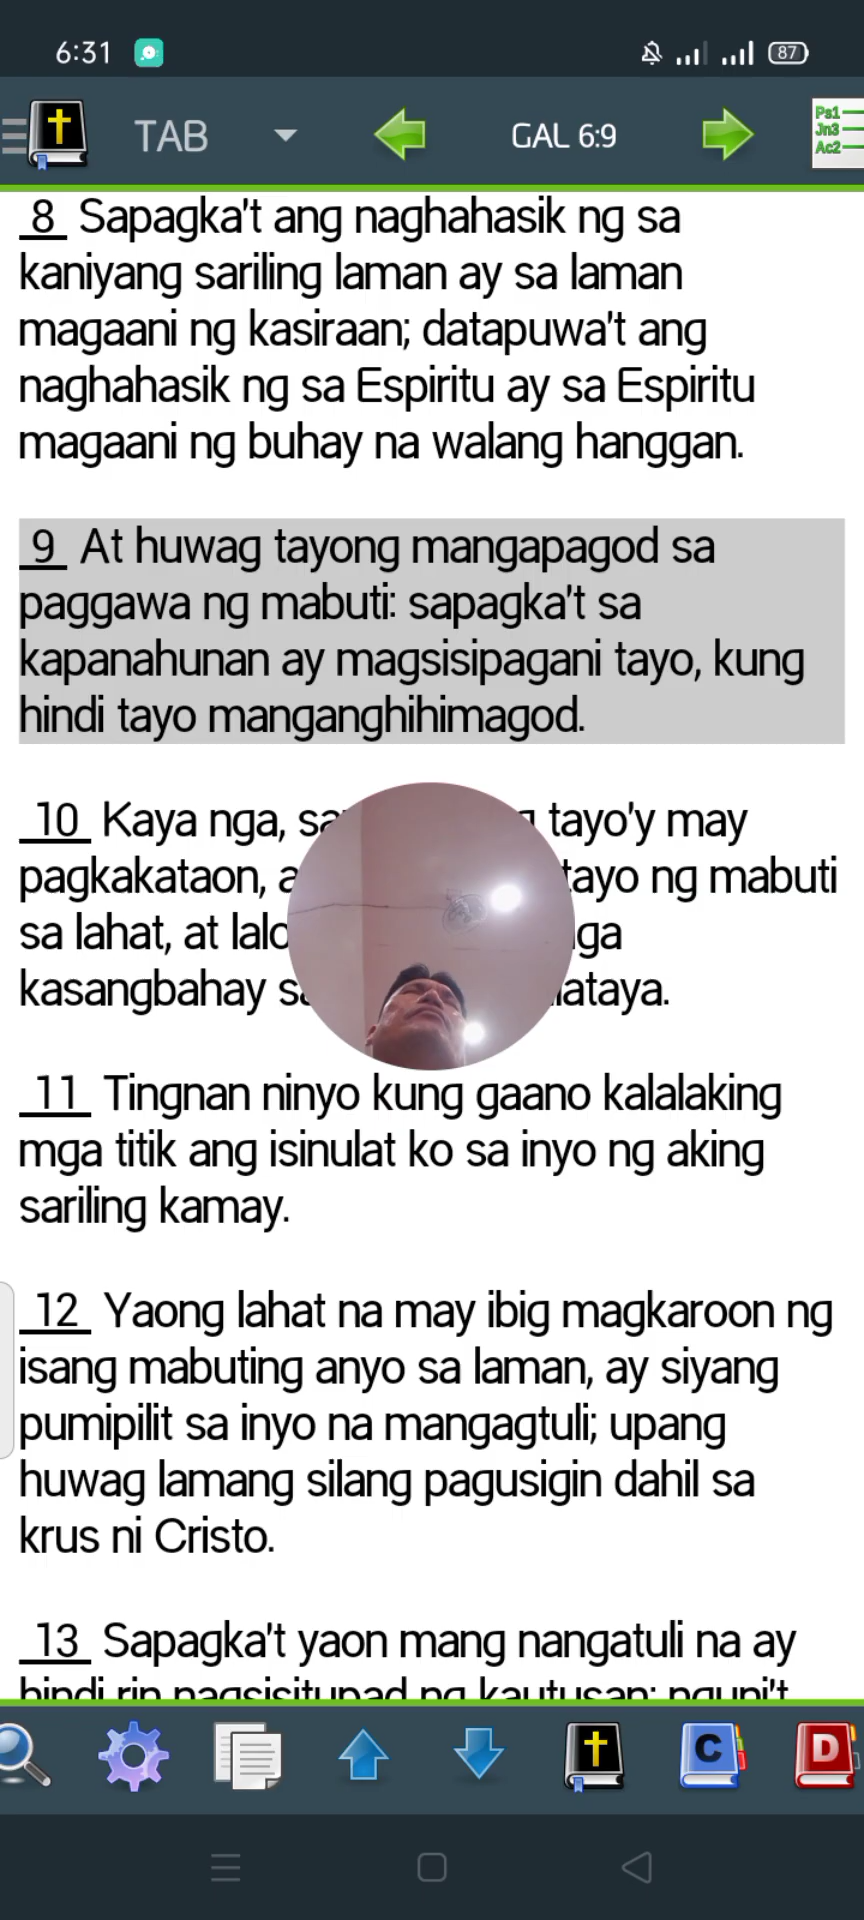 6:31
87
TAB
GAL 6:9
Ps1
Jn3
Ac2
8 Sapagka't ang naghahasik ng sa
kaniyang sariling laman ay sa laman
magaani ng kasiraan; datapuwa't ang
naghahasik ng sa Espiritu ay sa Espiritu
magaani ng buhay na walang hanggan.
9 At huwag tayong mangapagod sa
paggawa ng mabuti: sapagka't sa
kapanahunan ay magsisipagani tayo, kung
hindi tayo manganghihimagod.
10 Kaya nga, tayo'y may
pagkakataon, tayo ng mabuti
sa lahat, at
kasangbahay
11 Tingnan ninyo kung gaano kalalaking
mga titik ang isinulat ko sa inyo ng aking
sariling kamay.
12 Yaong lahat na may ibig magkaroon ng
isang mabuting anyo sa laman, ay siyang
pumipilit sa inyo na mangagtuli; upang
huwag lamang silang pagusigin dahil sa
krus ni Cristo.
13 Sapagka't yaon mang nangatuli na ay
hindi rin nagsisitupad ng kautusan; nguni't
C
D